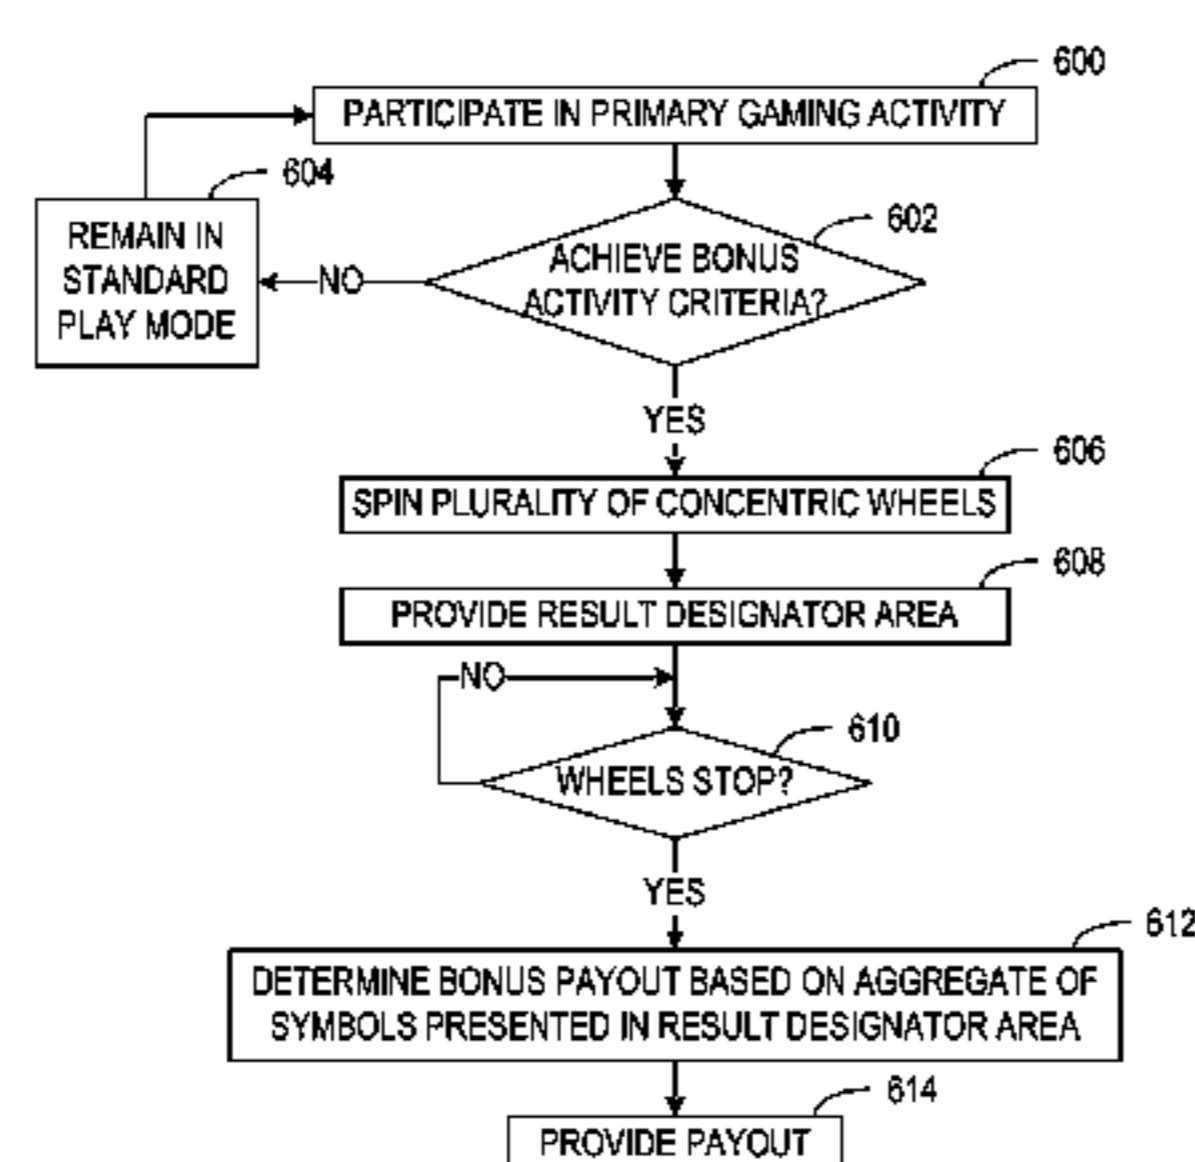 600
PARTICIPATE IN PRIMARY GAMING ACTIVITY
604
602
REMAIN IN
STANDARD
PLAY MODE
NO
ACHIEVE BONUS
ACTIVITY CRITERIA?
YES
606
SPIN PLURALITY OF CONCENTRIC WHEELS
608
PROVIDE RESULT DESIGNATOR AREA
NO
610
WHEELS STOP?
YES
612
DETERMINE BONUS PAYOUT BASED ON AGGREGATE OF
SYMBOLS PRESENTED IN RESULT DESIGNATOR AREA
614
PROVIDE PAYOUT